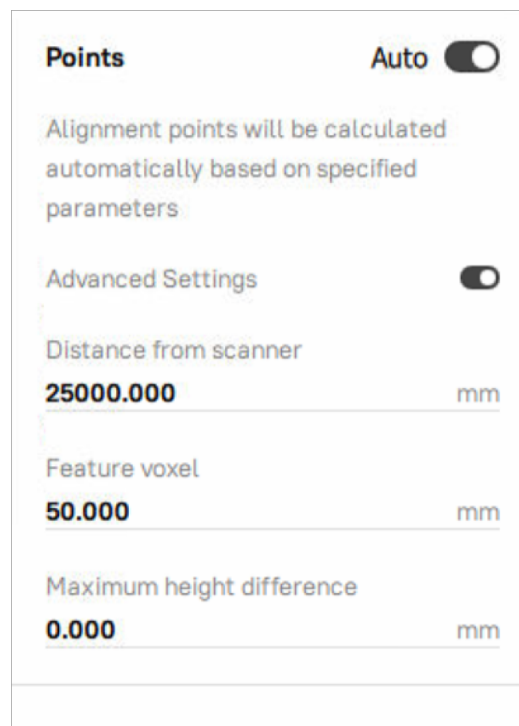 Points Auto
Alignment points will be calculated
automatically based on specified
parameters
Advanced Settings
Distance from scanner
25000.000 mm
Feature voxel
50.000 mm
Maximum height difference
0.000 mm